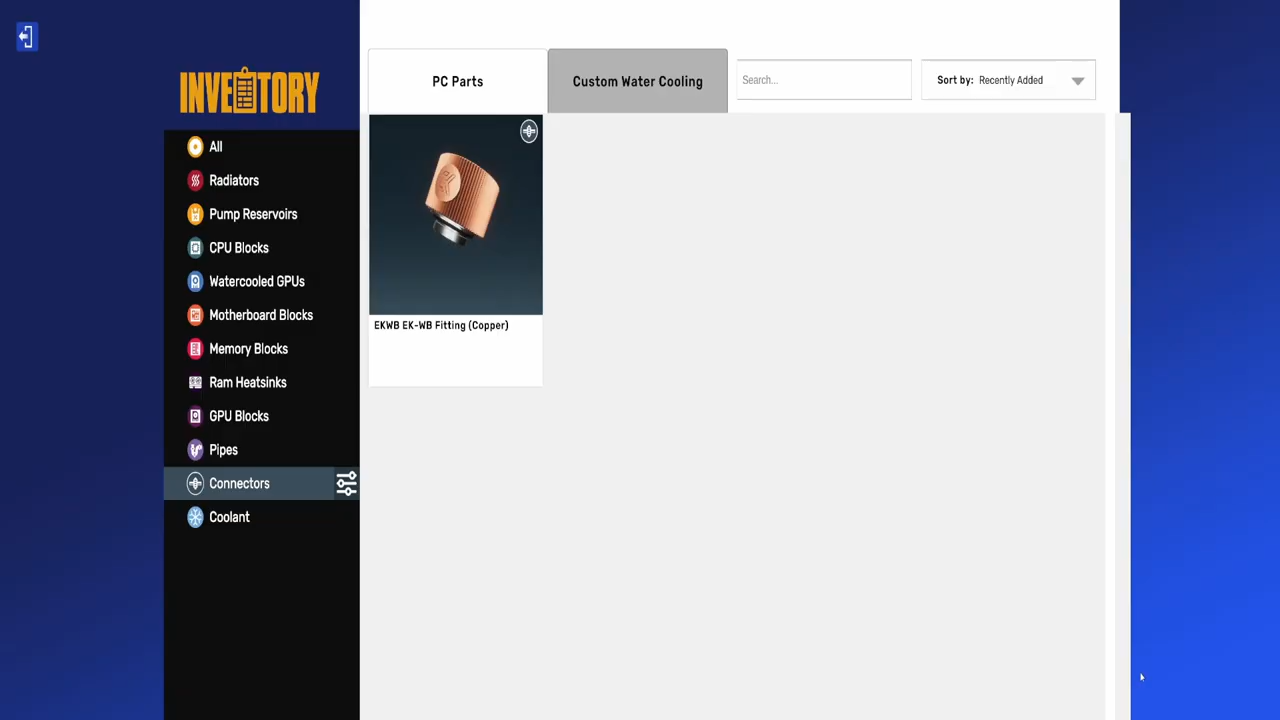 INVENTORY
PC Parts
Custom Water Cooling
Search...
Sort by: Recently Added
All
Radiators
Pump Reservoirs
CPU Blocks
Watercooled GPUs
Motherboard Blocks
Memory Blocks
Ram Heatsinks
GPU Blocks
Pipes
Connectors
Coolant
EKWB EK-WB Fitting (Copper)